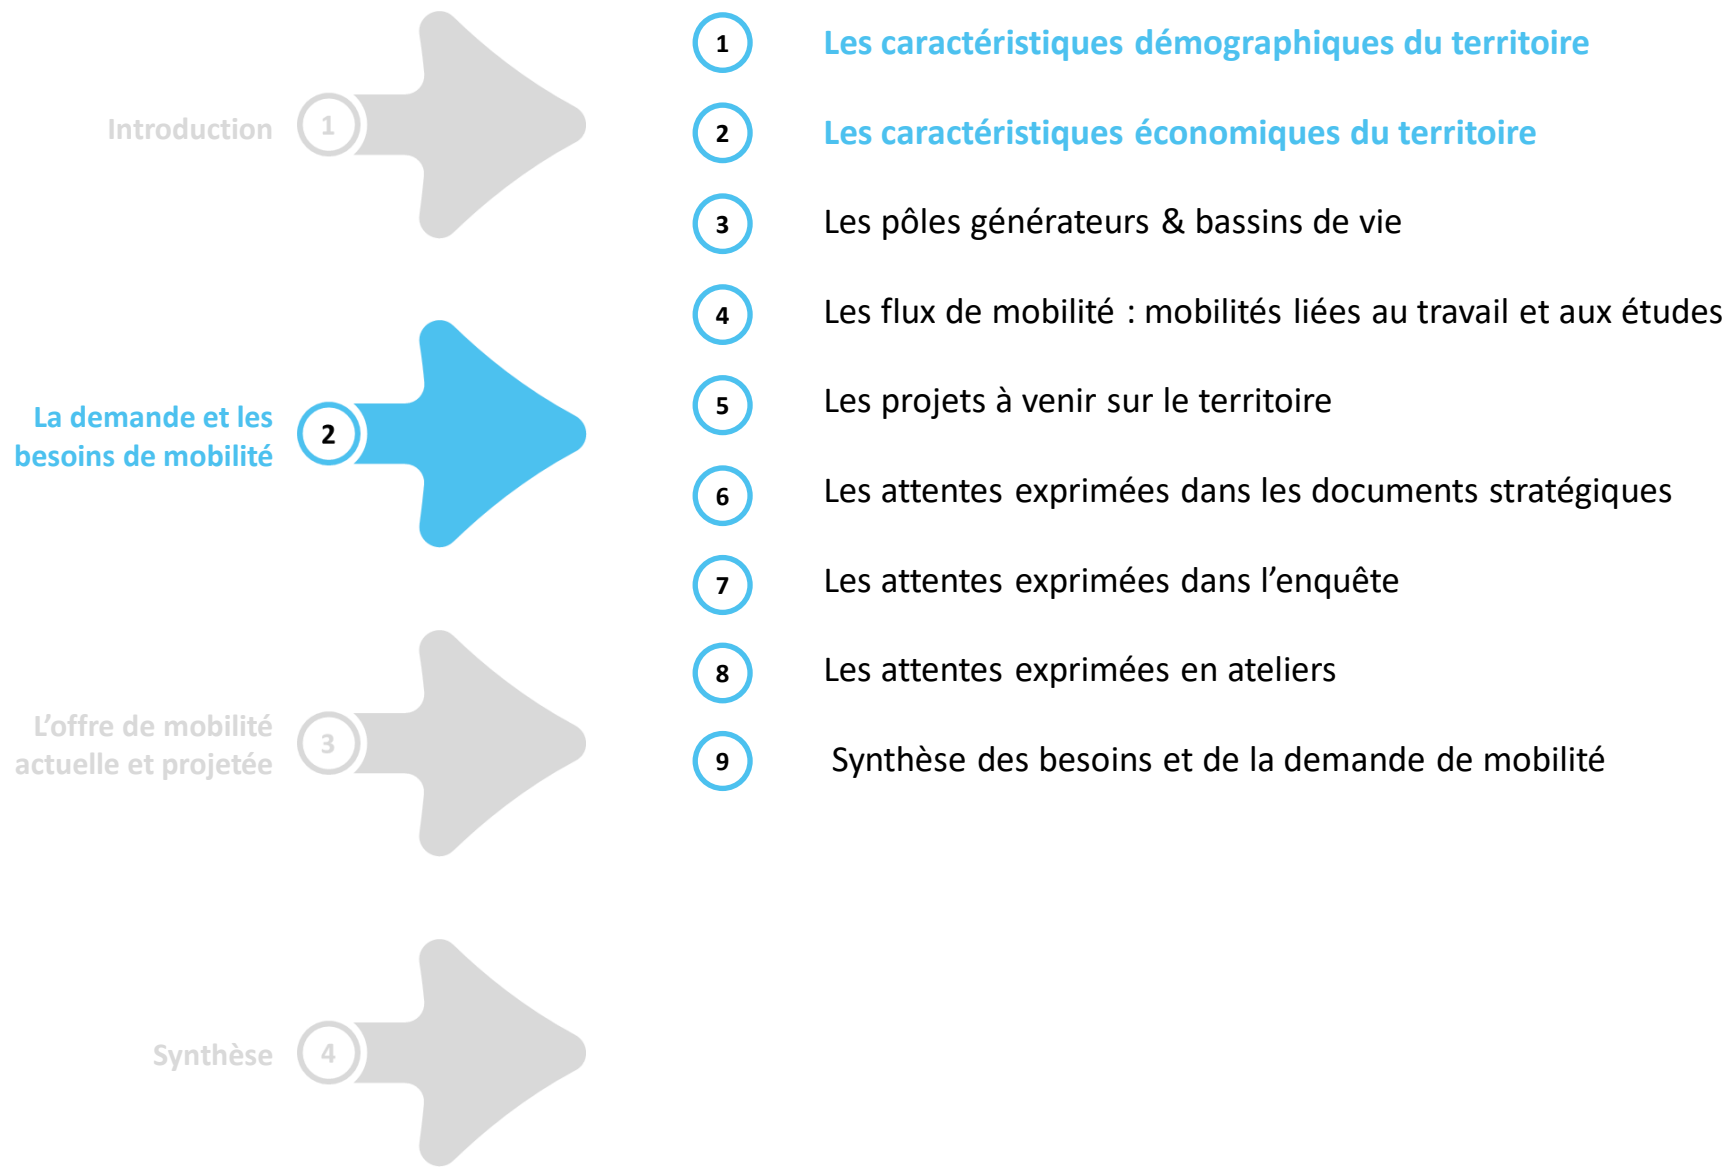 Introduction
1
La demande et les
besoins de mobilité
2
L’offre de mobilité
actuelle et projetée
3
Synthèse
4
1 Les caractéristiques démographiques du territoire
2 Les caractéristiques économiques du territoire
3 Les pôles générateurs & bassins de vie
4 Les flux de mobilité : mobilités liées au travail et aux études
5 Les projets à venir sur le territoire
6 Les attentes exprimées dans les documents stratégiques
7 Les attentes exprimées dans l’enquête
8 Les attentes exprimées en ateliers
9 Synthèse des besoins et de la demande de mobilité